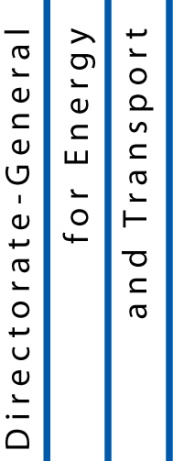 Directorate-General
for Energy
and Transport